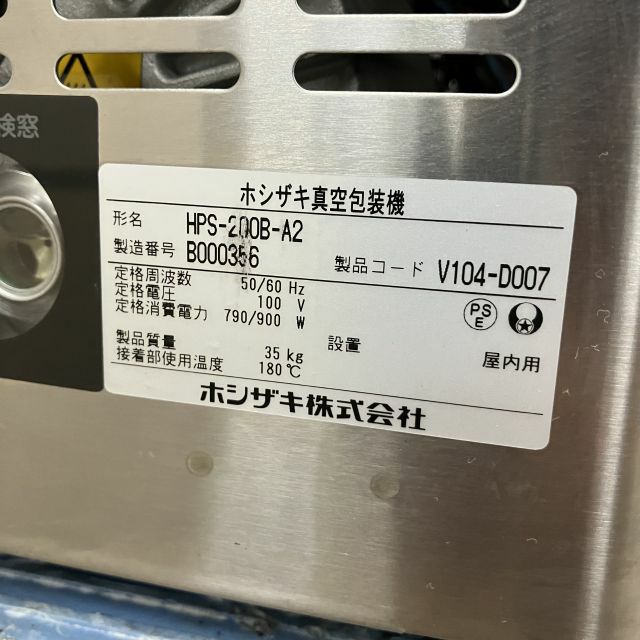 検窓
ホシザキ真空包装機
形名 HPS-200B-A2
製造番号 B000356
製品コード V104-D007
定格周波数 50/60 Hz
定格電圧 100 V
定格消費電力 790/900 W
PS
E
製品質量 35 kg
設置 屋内用
接着部使用温度 180℃
ホシザキ株式会社